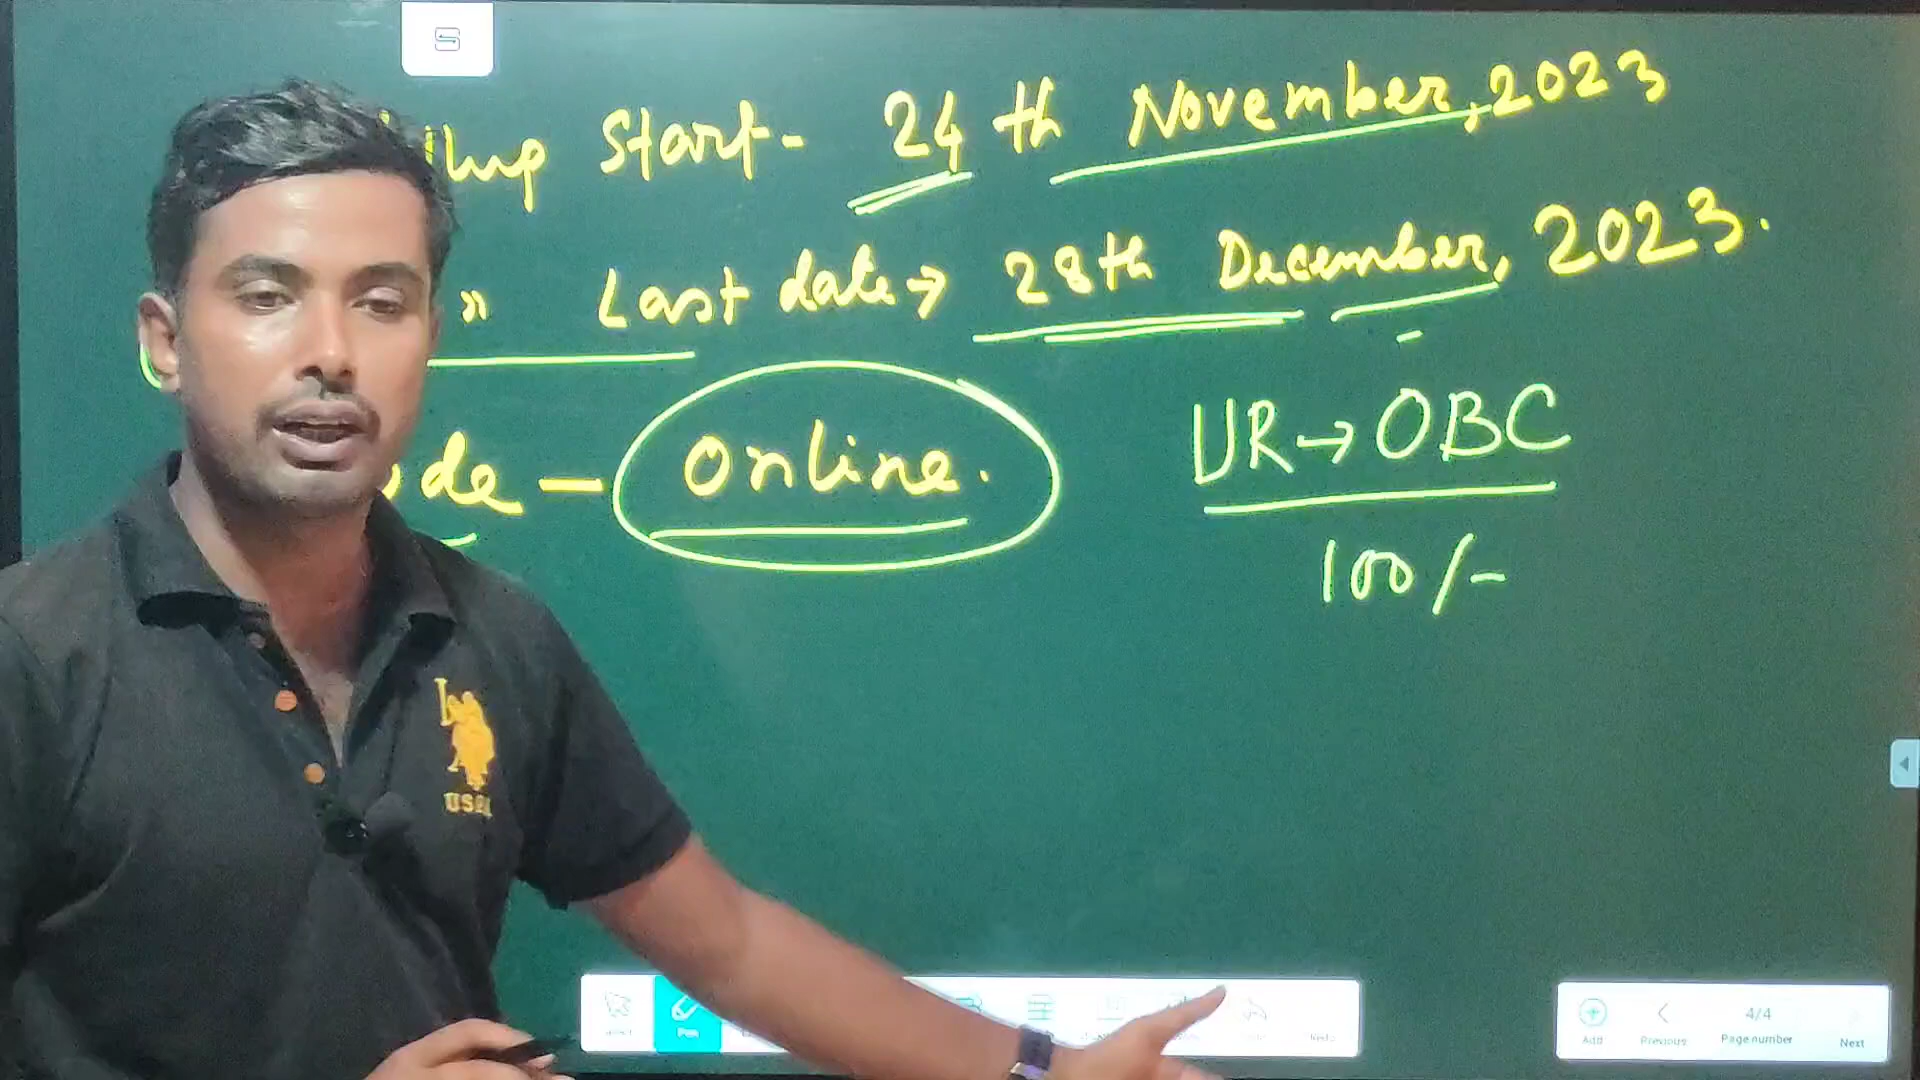 Start- 24 th November, 2023
" Last date→ 28th December, 2023.
de – Online.
UR→OBC
100/-
Pen
Add
Previous
4/4
Page number
Next